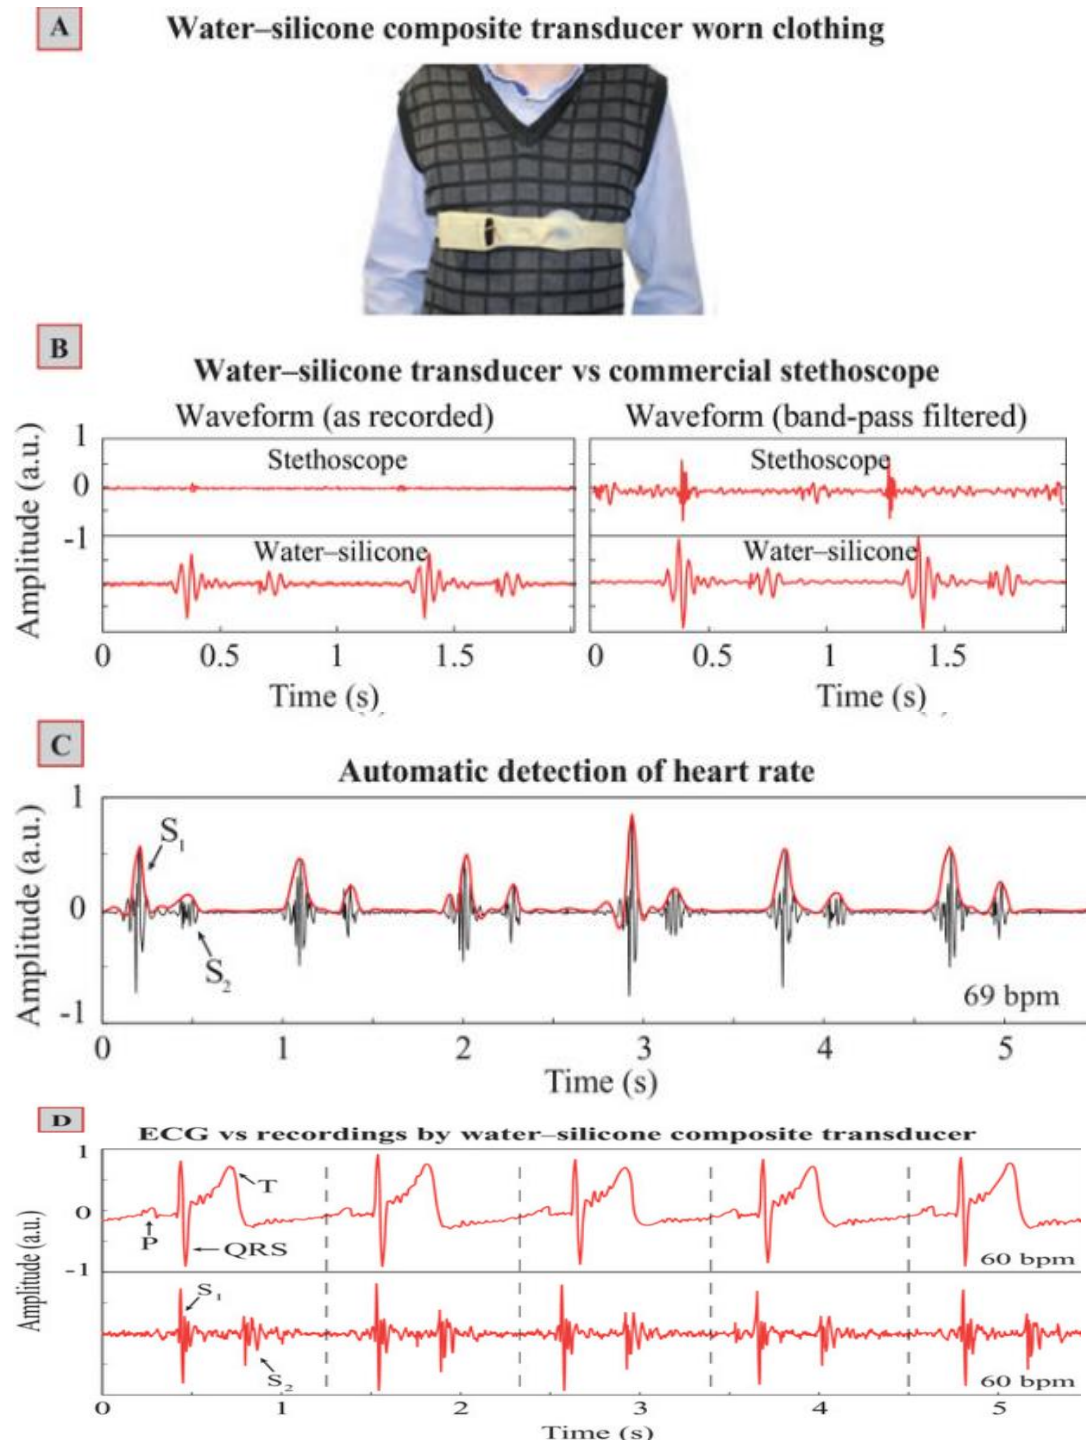 A
Water–silicone composite transducer worn clothing
B
Water–silicone transducer vs commercial stethoscope
Waveform (as recorded)
Waveform (band-pass filtered)
1
0
-1
Amplitude (a.u.)
Stethoscope
Stethoscope
Water–silicone
Water–silicone
0 0.5 1 1.5
0 0.5 1 1.5
Time (s)
Time (s)
C
Automatic detection of heart rate
1
0
-1
Amplitude (a.u.)
S1
S2
69 bpm
0 1 2 3 4 5
Time (s)
D
ECG vs recordings by water–silicone composite transducer
1
0
-1
Amplitude (a.u.)
T
P
QRS
60 bpm
S1
S2
60 bpm
0 1 2 3 4 5
Time (s)